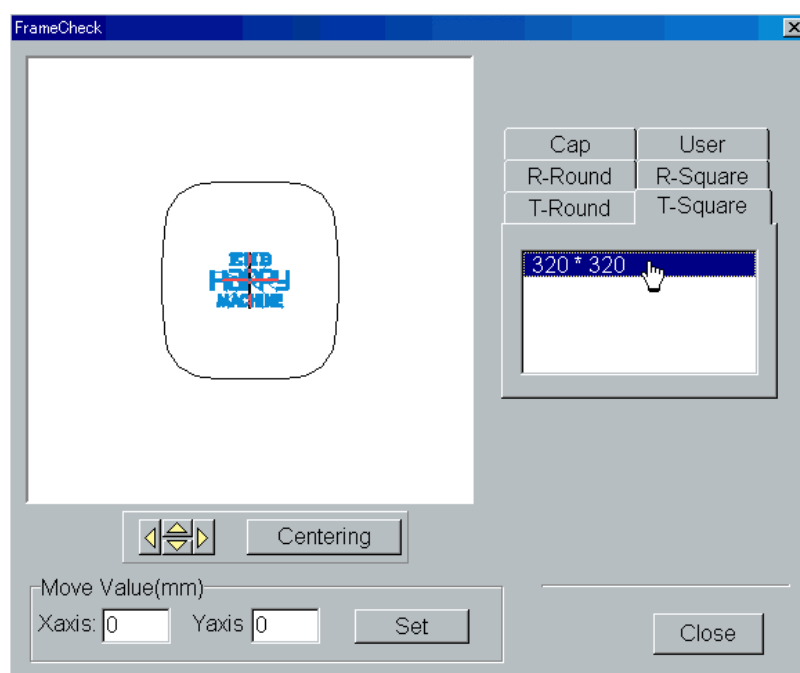 FrameCheck
Cap User
R-Round R-Square
T-Round T-Square
320 * 320
HAPPY
MACHINE
Centering
Move Value(mm)
Xaxis: 0 Yaxis 0 Set
Close